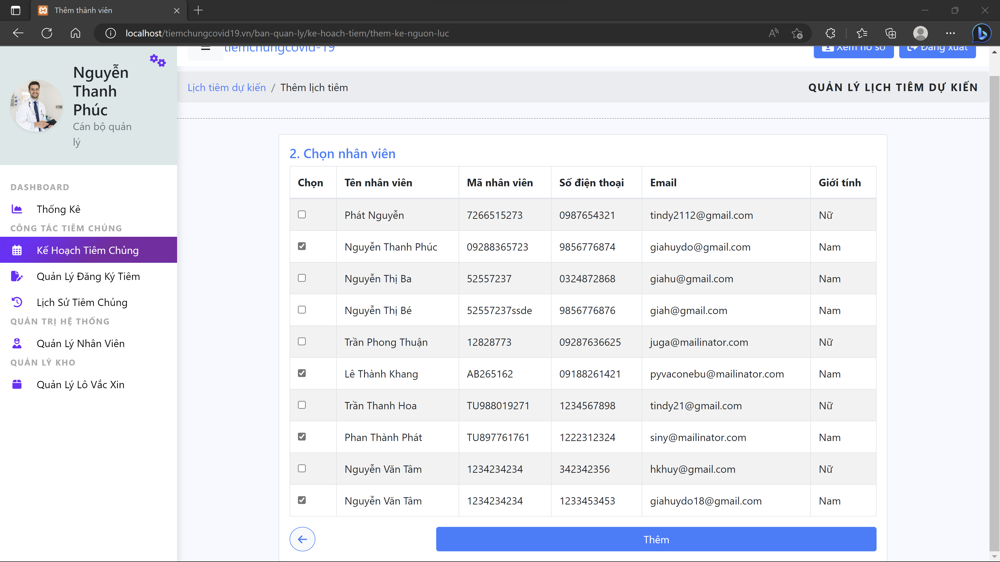 Thêm thành viên
localhost/tiemchungcovid19.vn/ban-quan-ly/ke-hoach-tiem/them-ke-nguon-luc
tiemchungcovid-19
Xem hồ sơ
Đăng xuất
Nguyễn
Thanh
Phúc
Cán bộ quản
lý
DASHBOARD
Thống Kê
CÔNG TÁC TIÊM CHỦNG
Kế Hoạch Tiêm Chủng
Quản Lý Đăng Ký Tiêm
Lịch Sử Tiêm Chủng
QUẢN TRỊ HỆ THỐNG
Quản Lý Nhân Viên
QUẢN LÝ KHO
Quản Lý Lô Vắc Xin
Lịch tiêm dự kiến / Thêm lịch tiêm
QUẢN LÝ LỊCH TIÊM DỰ KIẾN
2. Chọn nhân viên
Chọn Tên nhân viên Mã nhân viên Số điện thoại Email Giới tính
Phát Nguyễn 7266515273 0987654321 tindy2112@gmail.com Nữ
Nguyễn Thanh Phúc 09288365723 9856776874 giahuydo@gmail.com Nam
Nguyễn Thị Ba 52557237 0324872868 giahu@gmail.com Nam
Nguyễn Thị Bé 52557237ssde 9856776876 giah@gmail.com Nam
Trần Phong Thuận 12828773 09287636625 juga@mailinator.com Nữ
Lê Thành Khang AB265162 09188261421 pyvaconebu@mailinator.com Nam
Trần Thanh Hoa TU988019271 1234567898 tindy21@gmail.com Nữ
Phan Thành Phát TU897761761 1222312324 siny@mailinator.com Nam
Nguyễn Văn Tâm 1234234234 342342356 hkhuy@gmail.com Nữ
Nguyễn Văn Tâm 1234234234 1233453453 giahuydo18@gmail.com Nam
Thêm